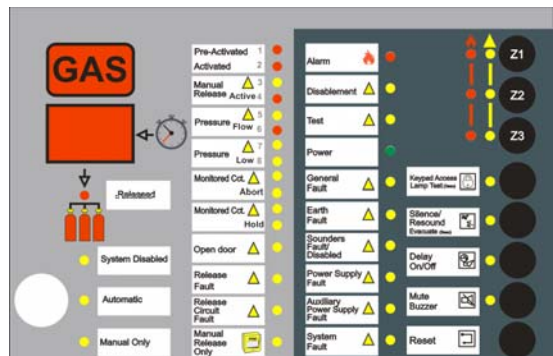 GAS
Released
System Disabled
Automatic
Manual Only
Pre-Activated 1
Activated 2
Manual 3
Release Active 4
Pressure 5
Flow 6
Pressure 7
Low 8
Monitored Cct.
Abort
Monitored Cct.
Hold
Open door
Release
Fault
Release
Circuit
Fault
Manual
Release
Only
Alarm
Disablement
Test
Power
General
Fault
Earth
Fault
Sounders
Fault/
Disabled
Power Supply
Fault
Auxiliary
Power Supply
Fault
System
Fault
Z1
Z2
Z3
Keypad Access
Lamp Test
Silence/
Resound
Evacuate
Delay
On/Off
Mute
Buzzer
Reset